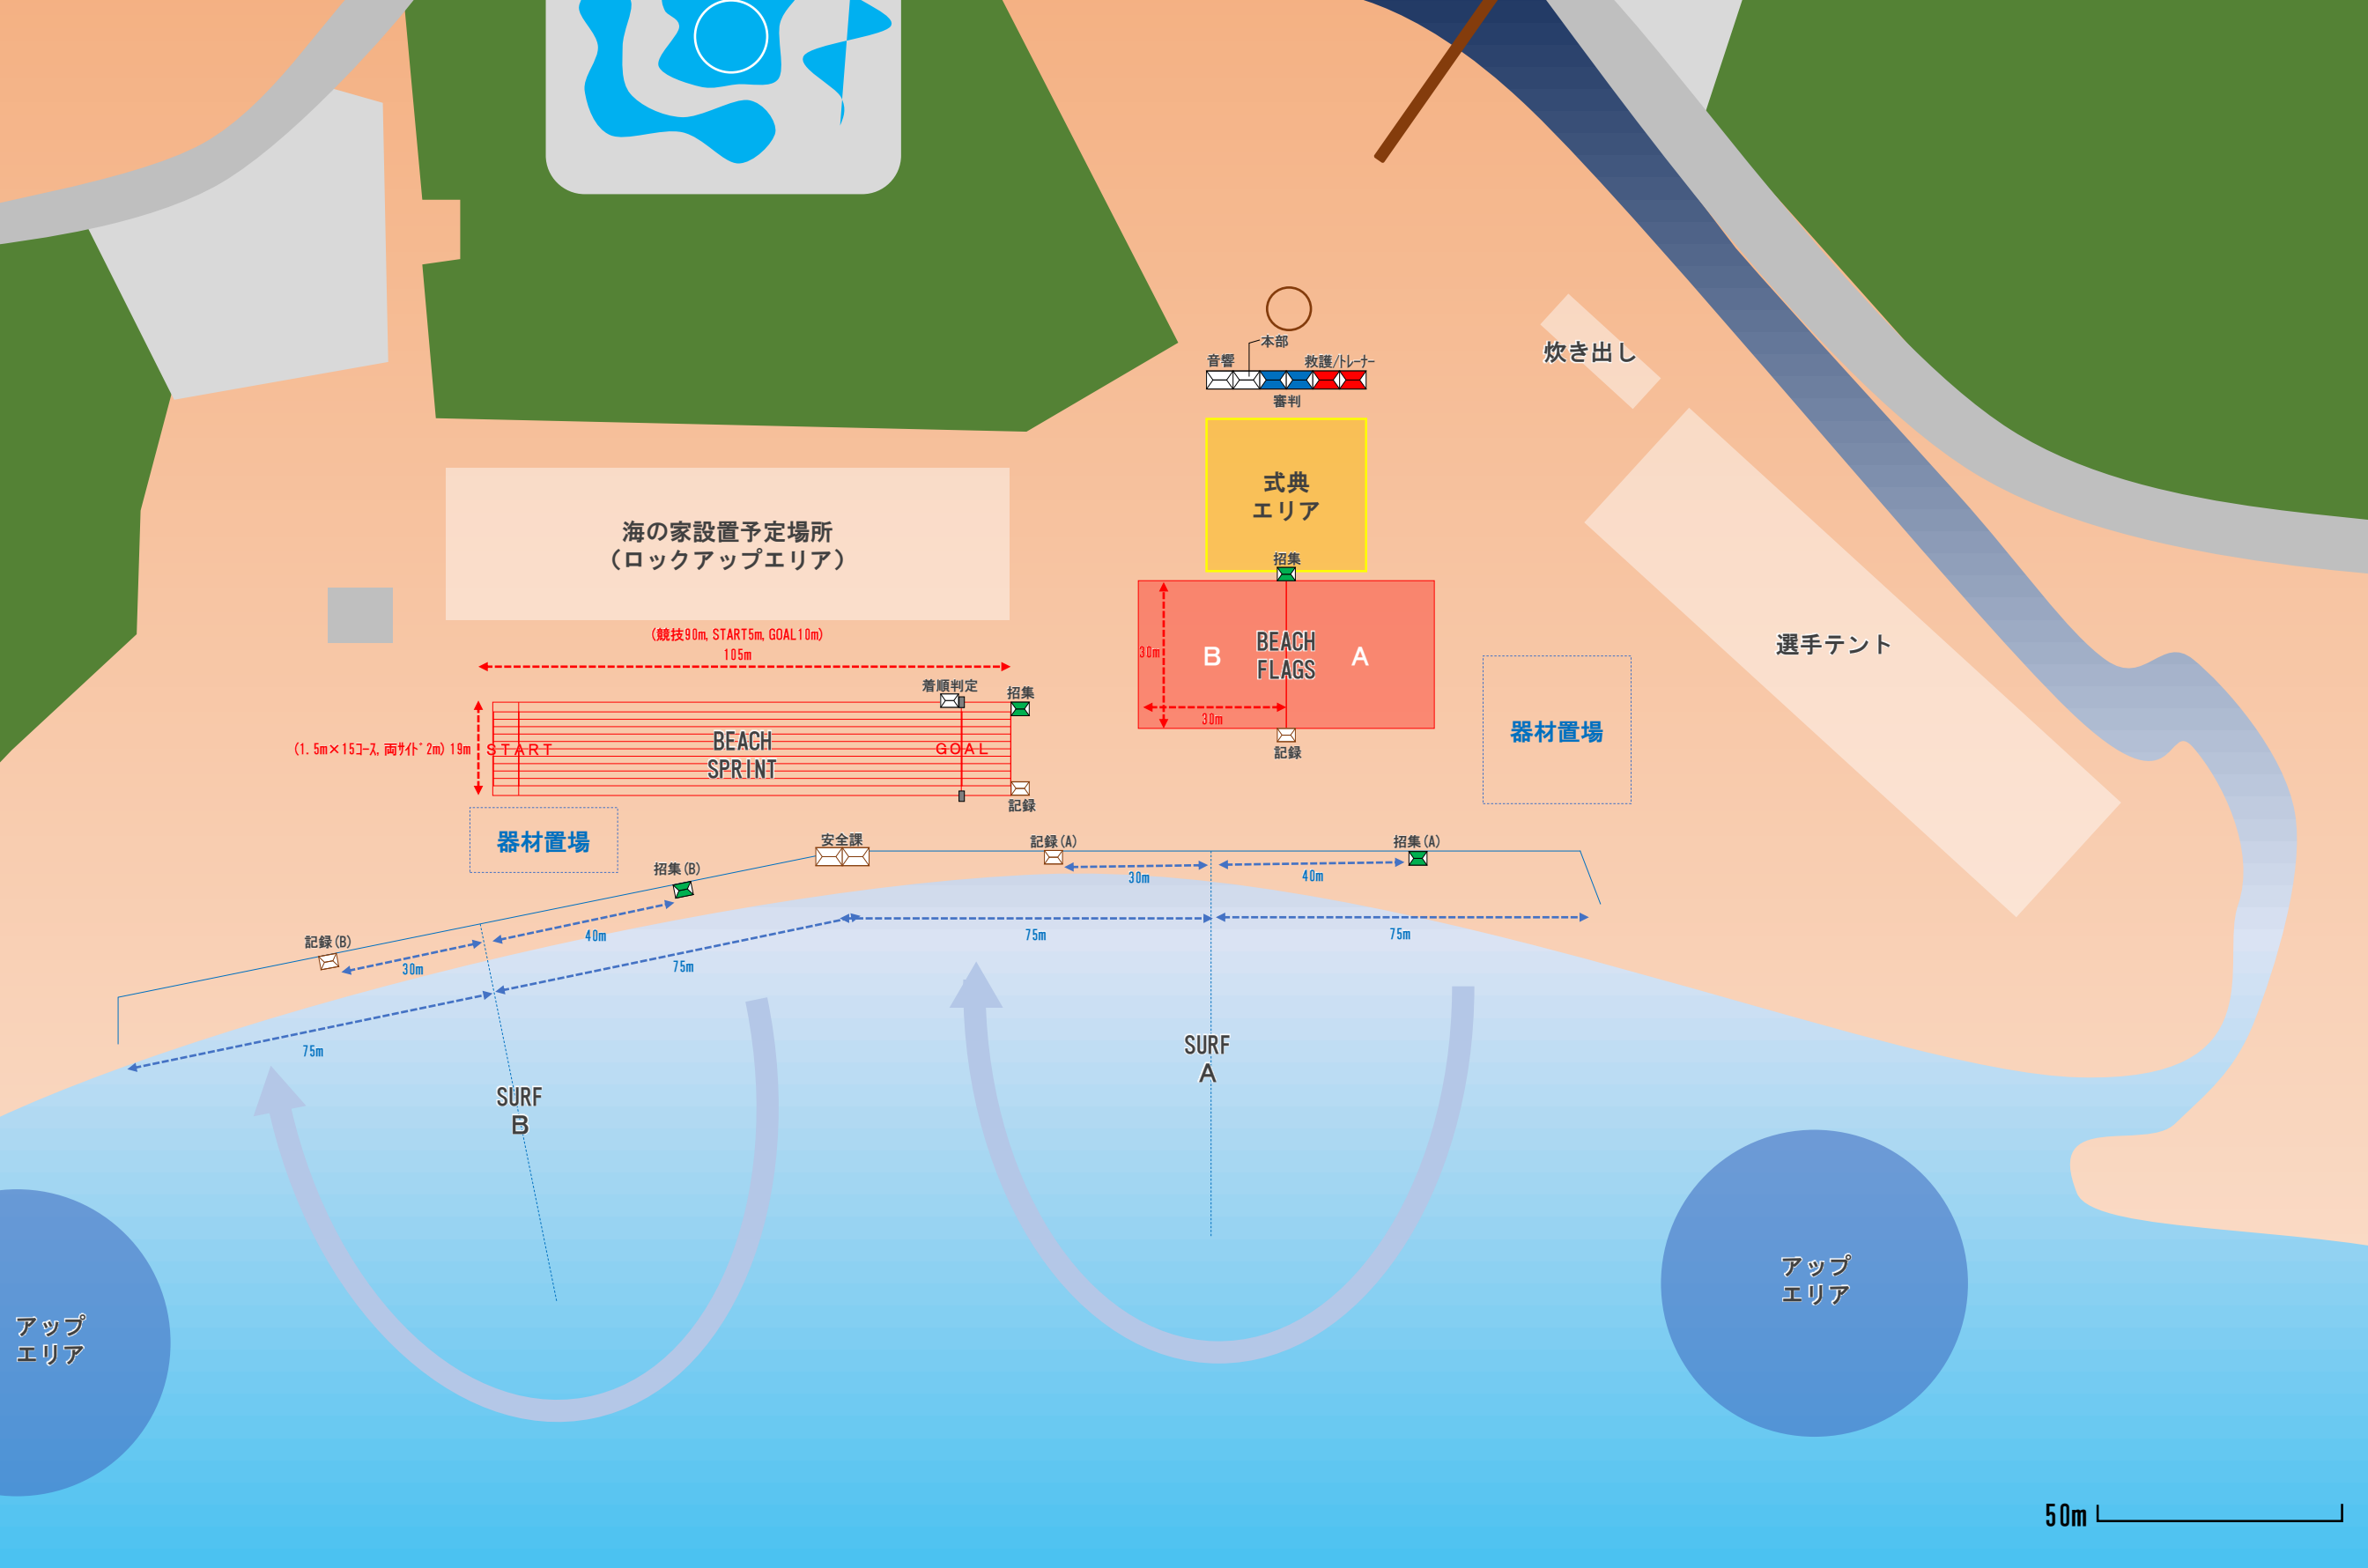 本部
音響
救護/ﾄﾚｰﾅｰ
審判
炊き出し
式典
エリア
海の家設置予定場所
（ロックアップエリア）
招集
(競技90m, START5m, GOAL10m)
105m
30m
B
BEACH
FLAGS
A
30m
記録
選手テント
器材置場
着順判定
招集
(1.5m×15ｺｰｽ, 両ｻｲﾄﾞ2m) 19m
START
BEACH
SPRINT
GOAL
記録
器材置場
安全課
記録(A)
招集(A)
30m
40m
招集(B)
記録(B)
40m
30m
75m
75m
75m
75m
SURF
A
SURF
B
アップ
エリア
アップ
エリア
50m